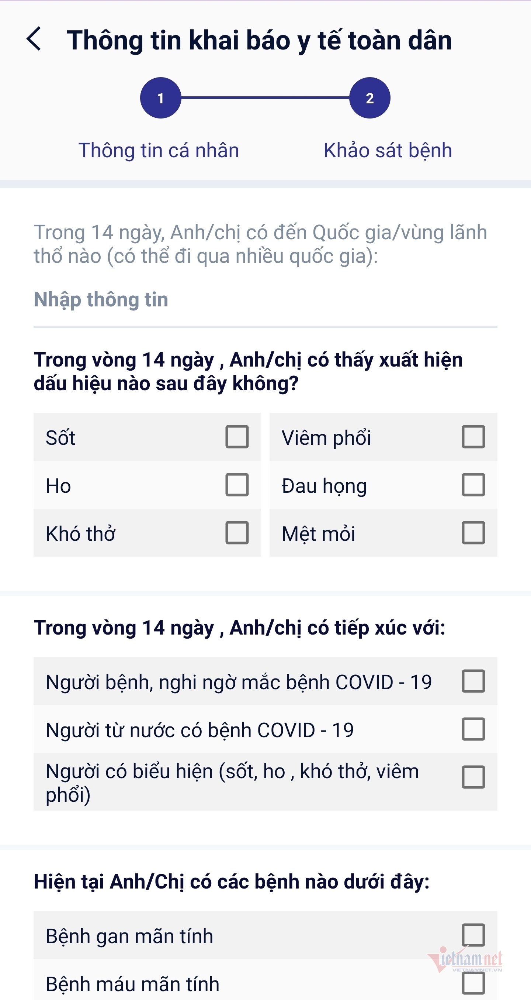 Thông tin khai báo y tế toàn dân
1
2
Thông tin cá nhân
Khảo sát bệnh
Trong 14 ngày, Anh/chị có đến Quốc gia/vùng lãnh
thổ nào (có thể đi qua nhiều quốc gia):
Nhập thông tin
Trong vòng 14 ngày , Anh/chị có thấy xuất hiện
dấu hiệu nào sau đây không?
Sốt
Viêm phổi
Ho
Đau họng
Khó thở
Mệt mỏi
Trong vòng 14 ngày , Anh/chị có tiếp xúc với:
Người bệnh, nghi ngờ mắc bệnh COVID - 19
Người từ nước có bệnh COVID - 19
Người có biểu hiện (sốt, ho , khó thở, viêm
phổi)
Hiện tại Anh/Chị có các bệnh nào dưới đây:
Bệnh gan mãn tính
Vietnamnet
VIETNAMNET.VN
Bệnh máu mãn tính